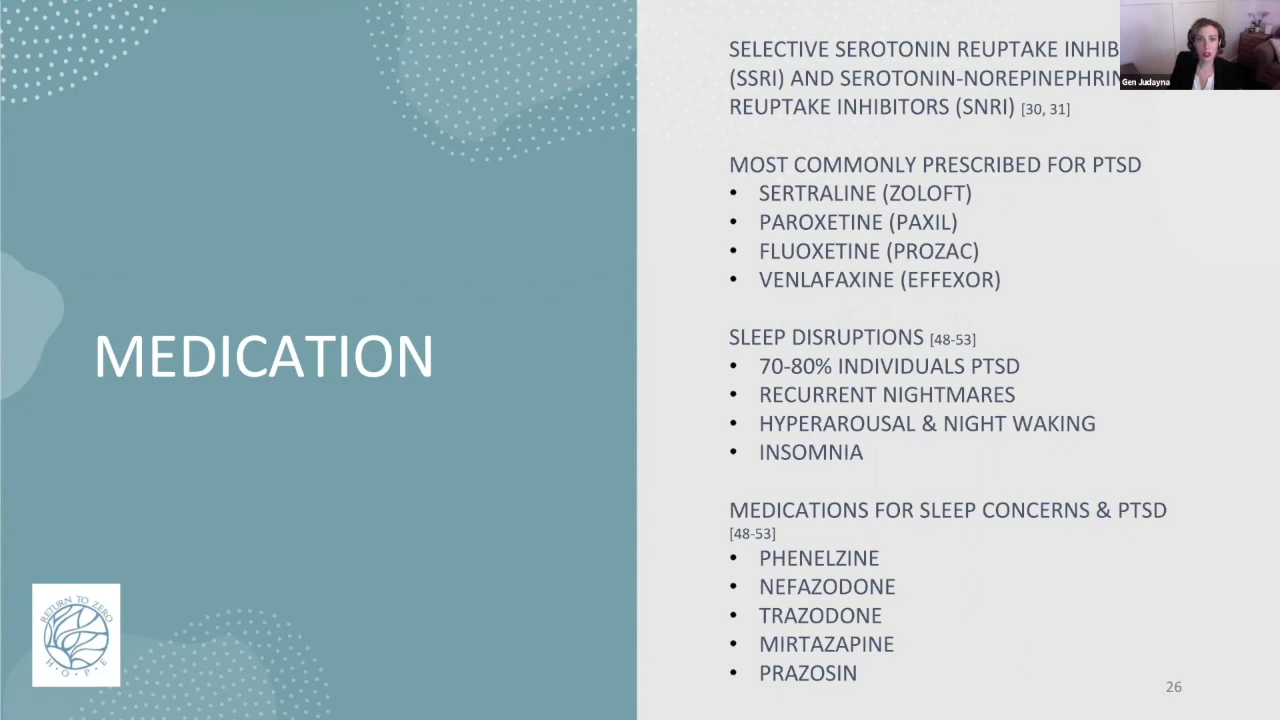 MEDICATION
RETURN TO ZERO
H·O·P·E
SELECTIVE SEROTONIN REUPTAKE INHIB
(SSRI) AND SEROTONIN-NOREPINEPHRIN
REUPTAKE INHIBITORS (SNRI) [30, 31]
MOST COMMONLY PRESCRIBED FOR PTSD
• SERTRALINE (ZOLOFT)
• PAROXETINE (PAXIL)
• FLUOXETINE (PROZAC)
• VENLAFAXINE (EFFEXOR)
SLEEP DISRUPTIONS [48-53]
• 70-80% INDIVIDUALS PTSD
• RECURRENT NIGHTMARES
• HYPERAROUSAL & NIGHT WAKING
• INSOMNIA
MEDICATIONS FOR SLEEP CONCERNS & PTSD
[48-53]
• PHENELZINE
• NEFAZODONE
• TRAZODONE
• MIRTAZAPINE
• PRAZOSIN
26
Gen Judayna